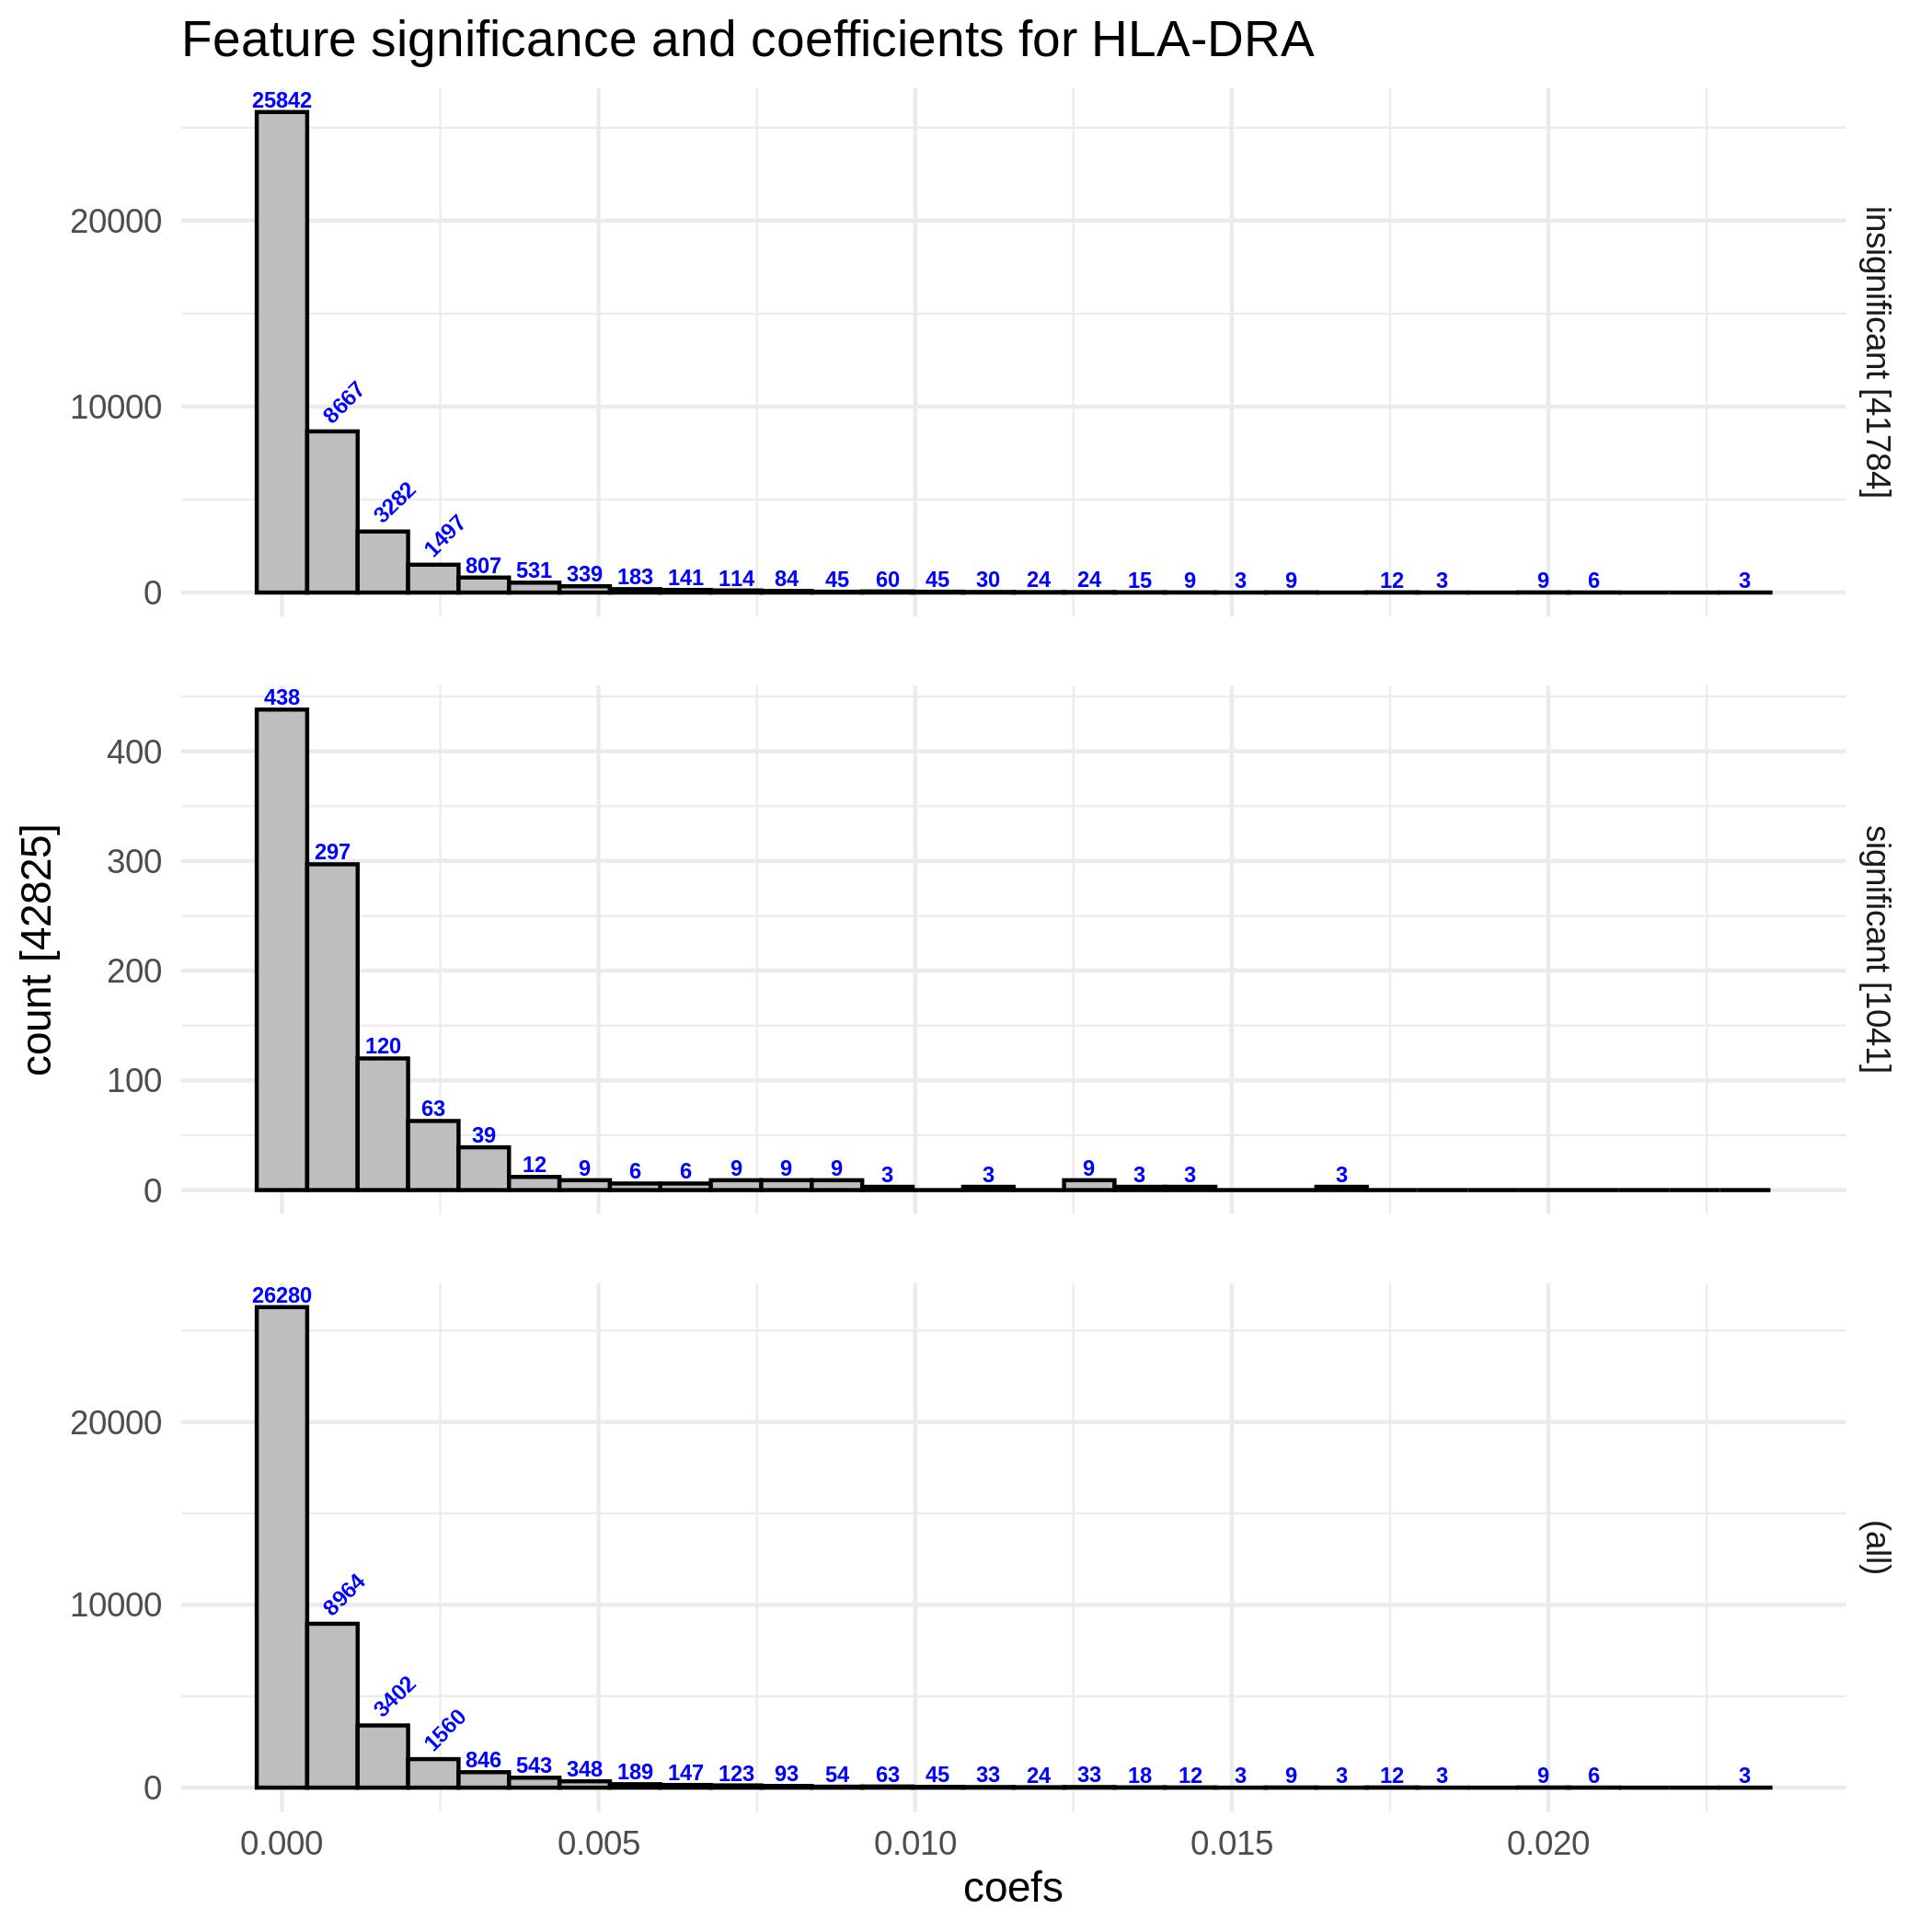 Feature significance and coefficients for HLA-DRA
25842
20000
10000
0
8667
3282
1497
807 531 339 183 141 114 84 45 60 45 30 24 24 15 9 3 9 12 3 9 6 3
insignificant [41784]
438
400
300
200
100
0
297
120
63
39
12 9 6 6 9 9 9 3 3 9 3 3 3
significant [1041]
count [42825]
26280
20000
10000
0
8964
3402
1560
846 543 348 189 147 123 93 54 63 45 33 24 33 18 12 3 9 3 12 3 9 6 3
(all)
0.000 0.005 0.010 0.015 0.020
coefs